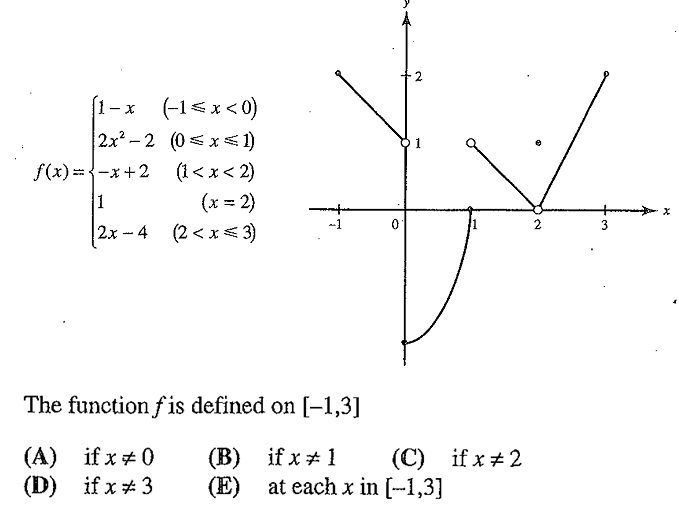 1 − x (−1 ⩽ x < 0)
2x² − 2 (0 ⩽ x ⩽ 1)
f(x) = { −x + 2 (1 < x < 2)
1 (x = 2)
2x − 4 (2 < x ⩽ 3)
y
2
1
−1 0 1 2 3 x
The function f is defined on [−1,3]
(A) if x ≠ 0 (B) if x ≠ 1 (C) if x ≠ 2
(D) if x ≠ 3 (E) at each x in [−1,3]